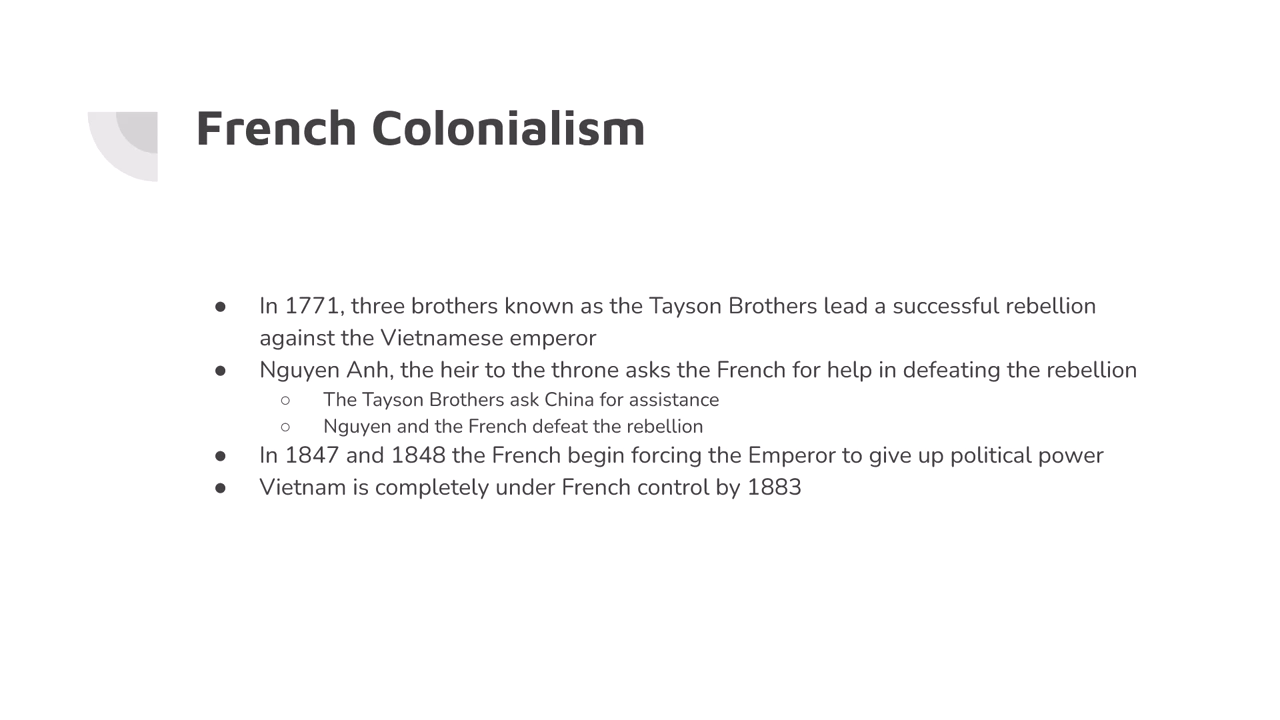 French Colonialism
● In 1771, three brothers known as the Tayson Brothers lead a successful rebellion
against the Vietnamese emperor
● Nguyen Anh, the heir to the throne asks the French for help in defeating the rebellion
○ The Tayson Brothers ask China for assistance
○ Nguyen and the French defeat the rebellion
● In 1847 and 1848 the French begin forcing the Emperor to give up political power
● Vietnam is completely under French control by 1883